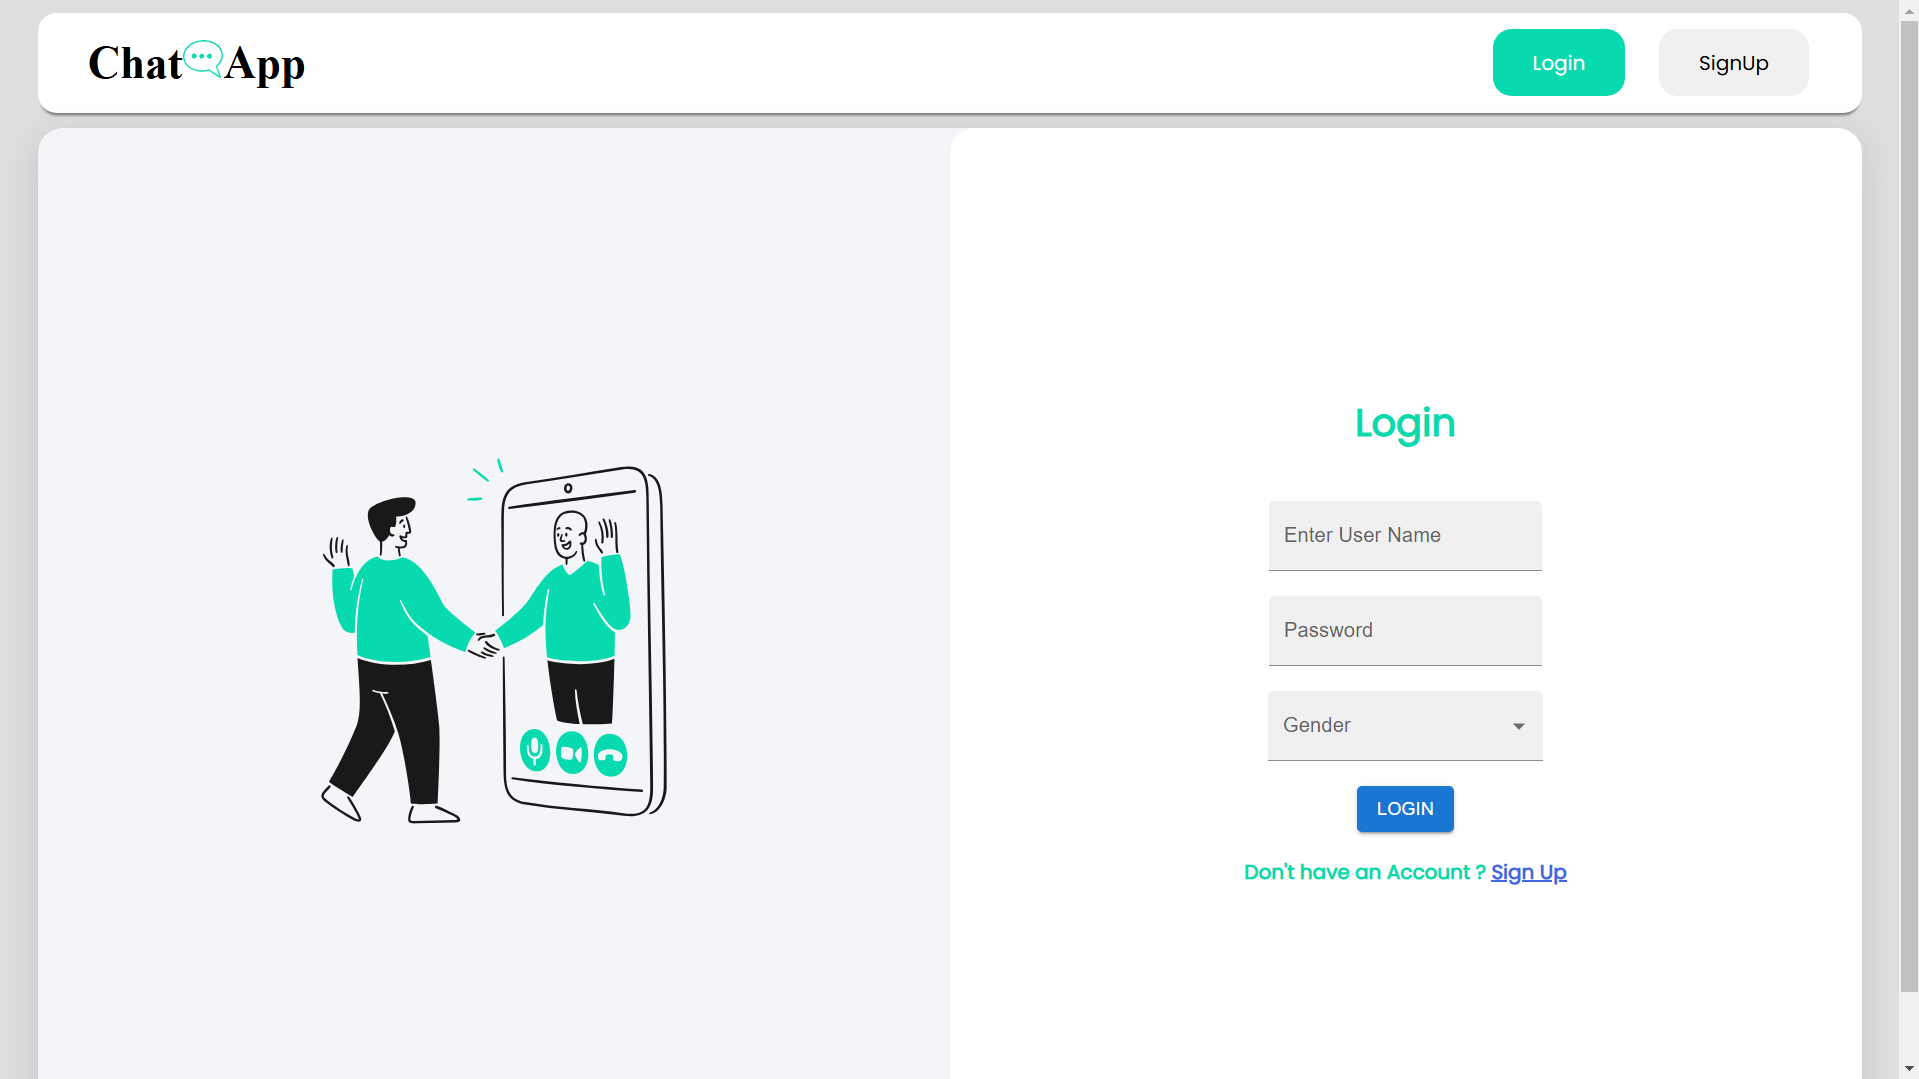 Chat App
Login
SignUp
Login
Enter User Name
Password
Gender
LOGIN
Don't have an Account ? Sign Up